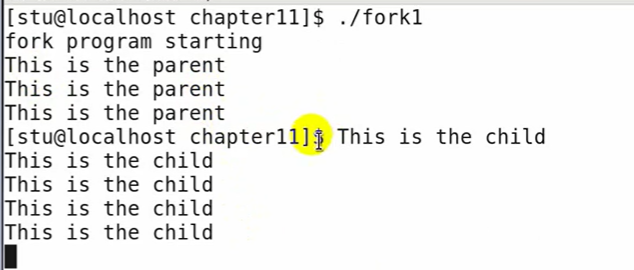 [stu@localhost chapter11]$ ./fork1
fork program starting
This is the parent
This is the parent
This is the parent
[stu@localhost chapter11]$ This is the child
This is the child
This is the child
This is the child
This is the child